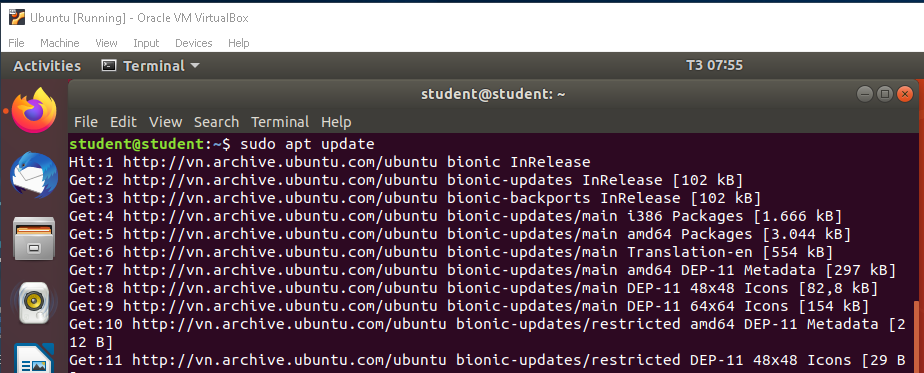 Ubuntu [Running] - Oracle VM VirtualBox
File Machine View Input Devices Help
Activities Terminal T3 07:55
student@student: ~
File Edit View Search Terminal Help
student@student:~$ sudo apt update
Hit:1 http://vn.archive.ubuntu.com/ubuntu bionic InRelease
Get:2 http://vn.archive.ubuntu.com/ubuntu bionic-updates InRelease [102 kB]
Get:3 http://vn.archive.ubuntu.com/ubuntu bionic-backports InRelease [102 kB]
Get:4 http://vn.archive.ubuntu.com/ubuntu bionic-updates/main i386 Packages [1.666 kB]
Get:5 http://vn.archive.ubuntu.com/ubuntu bionic-updates/main amd64 Packages [3.044 kB]
Get:6 http://vn.archive.ubuntu.com/ubuntu bionic-updates/main Translation-en [554 kB]
Get:7 http://vn.archive.ubuntu.com/ubuntu bionic-updates/main amd64 DEP-11 Metadata [297 kB]
Get:8 http://vn.archive.ubuntu.com/ubuntu bionic-updates/main DEP-11 48x48 Icons [82,8 kB]
Get:9 http://vn.archive.ubuntu.com/ubuntu bionic-updates/main DEP-11 64x64 Icons [154 kB]
Get:10 http://vn.archive.ubuntu.com/ubuntu bionic-updates/restricted amd64 DEP-11 Metadata [2
12 B]
Get:11 http://vn.archive.ubuntu.com/ubuntu bionic-updates/restricted DEP-11 48x48 Icons [29 B